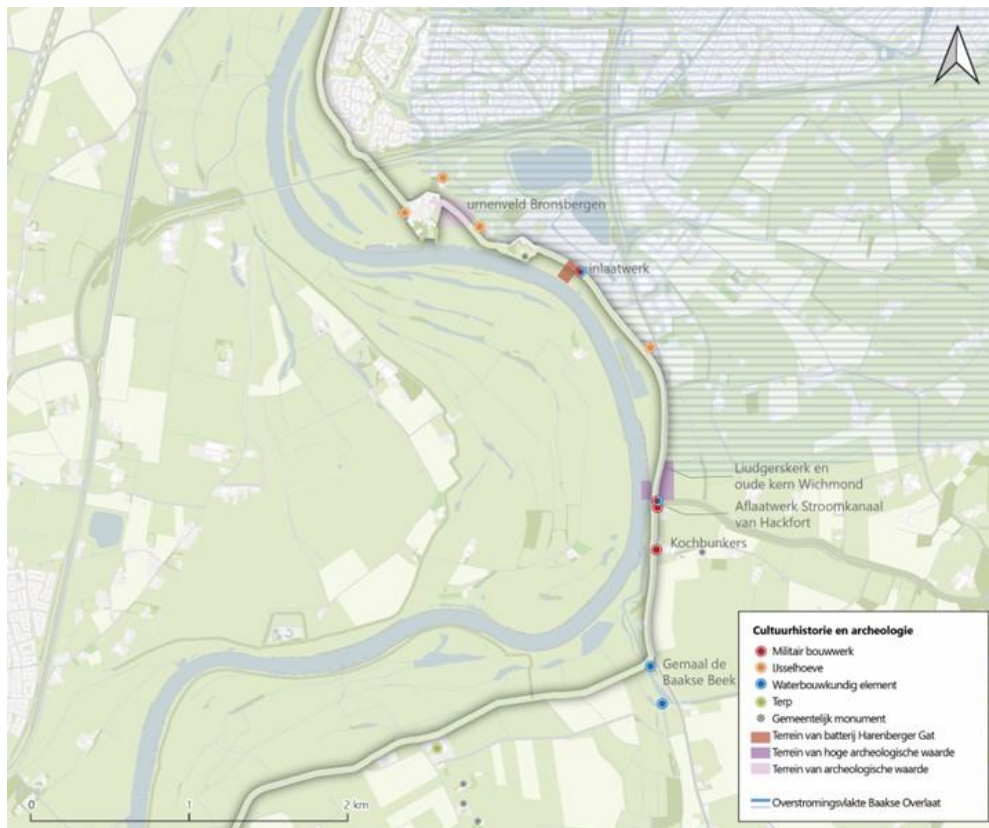 urnenveld Bronsbergen
inlaatwerk
Liudgerskerk en
oude kern Wichmond
Aflaatwerk Stroomkanaal
van Hackfort
Kochbunkers
Gemaal de
Baakse Beek
Cultuurhistorie en archeologie
Militair bouwwerk
IJsselhoeve
Waterbouwkundig element
Terp
Gemeentelijk monument
Terrein van batterij Harenberger Gat
Terrein van hoge archeologische waarde
Terrein van archeologische waarde
Overstromingsvlakte Baakse Overlaat
0 1 2 km